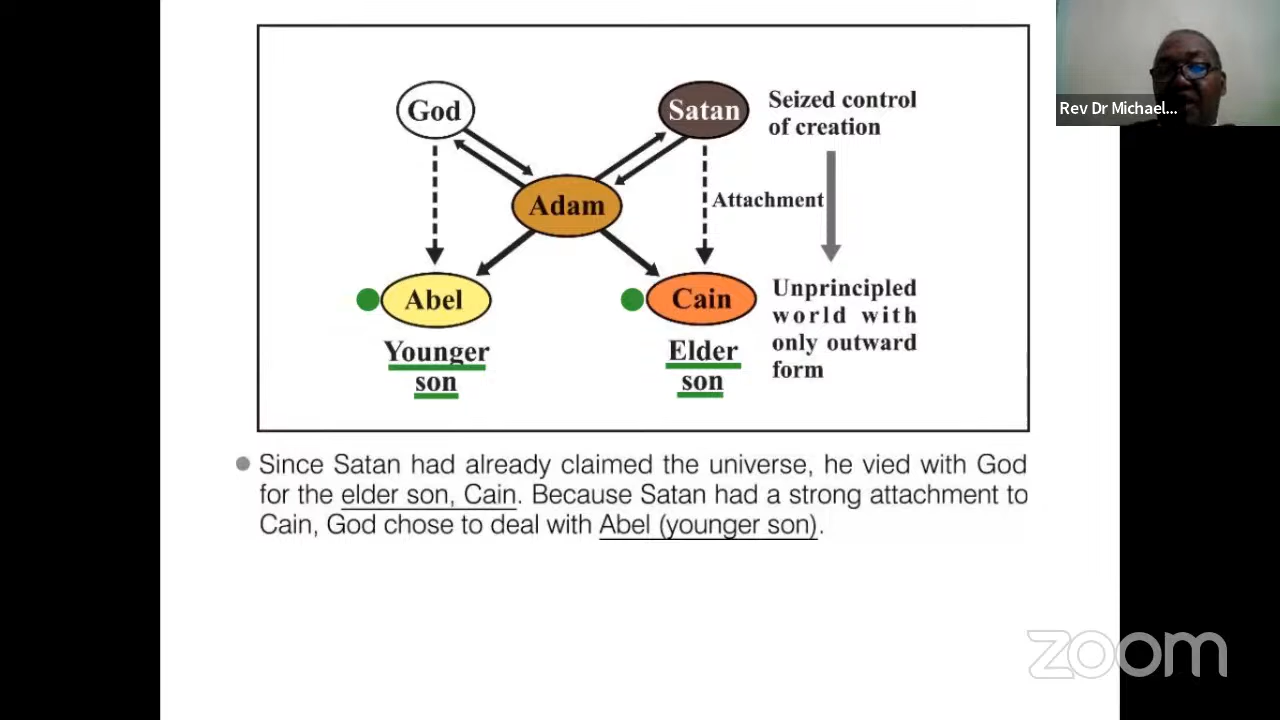 God
Satan
Seized control
of creation
Rev Dr Michael...
Adam
Attachment
Abel
Cain
Younger
son
Elder
son
Unprincipled
world with
only outward
form
Since Satan had already claimed the universe, he vied with God
for the elder son, Cain. Because Satan had a strong attachment to
Cain, God chose to deal with Abel (younger son).
zoom